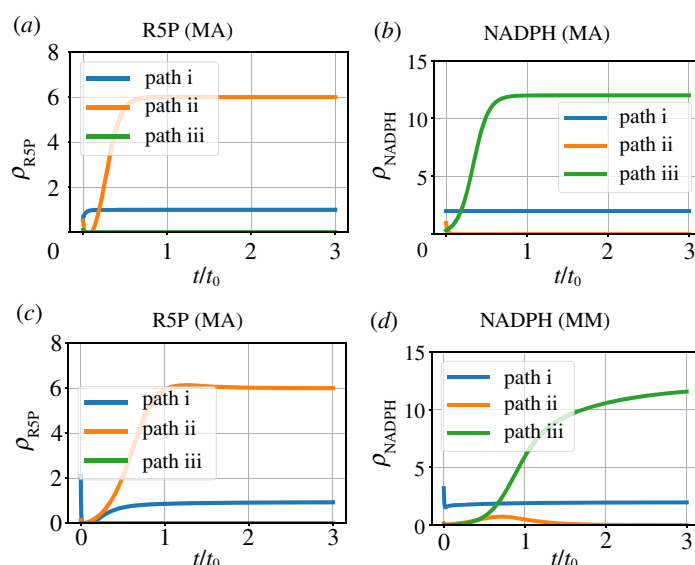 (a) R5P (MA)
8
6
4
2
0
ρR5P
path i
path ii
path iii
1 2 3
t/t0
(b) NADPH (MA)
15
10
5
0
ρNADPH
path i
path ii
path iii
1 2 3
t/t0
(c) R5P (MA)
8
6
4
2
0
ρR5P
path i
path ii
path iii
0 1 2 3
t/t0
(d) NADPH (MM)
15
10
5
0
ρNADPH
path i
path ii
path iii
0 1 2 3
t/t0